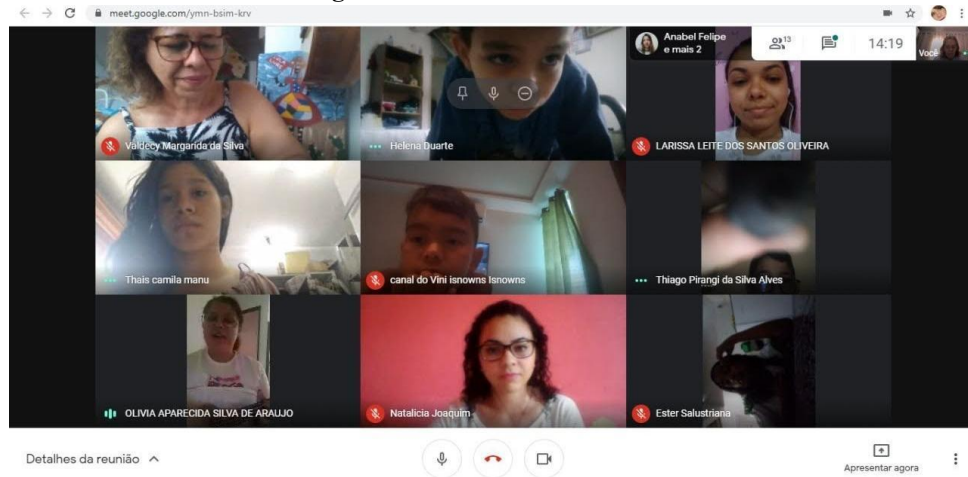 meet.google.com/ymn-bsim-krv
Anabel Felipe
e mais 2
13
14:19
Você
Valdecy Margarida da Silva
Helena Duarte
LARISSA LEITE DOS SANTOS OLIVEIRA
Thais camila manu
canal do Vini isnowns Isnowns
Thiago Pirangi da Silva Alves
OLIVIA APARECIDA SILVA DE ARAUJO
Natalicia Joaquim
Ester Salustriana
Detalhes da reunião
Apresentar agora